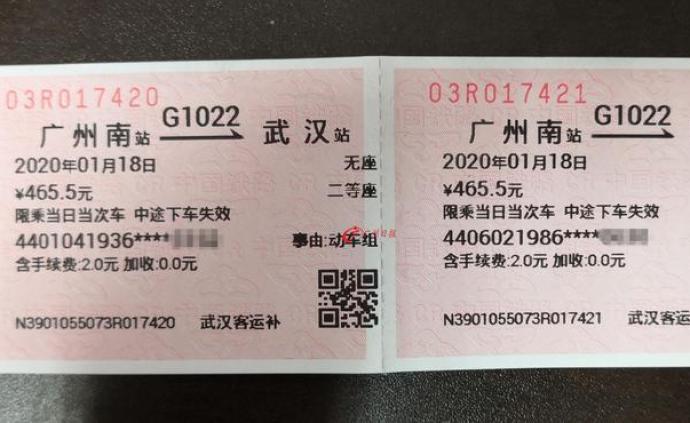 03R017420
广州南站 G1022 武汉站
2020年01月18日 无座
¥465.5元 二等座
限乘当日当次车 中途下车失效
4401041936**** 事由:动车组
含手续费:2.0元 加收:0.0元
N3901055073R017420 武汉客运补
广州日报
03R017421
广州南站 G1022
2020年01月18日
¥465.5元
限乘当日当次车 中途下车失效
4406021986****
含手续费:2.0元 加收:0.0元
N3901055073R017421 武汉客运